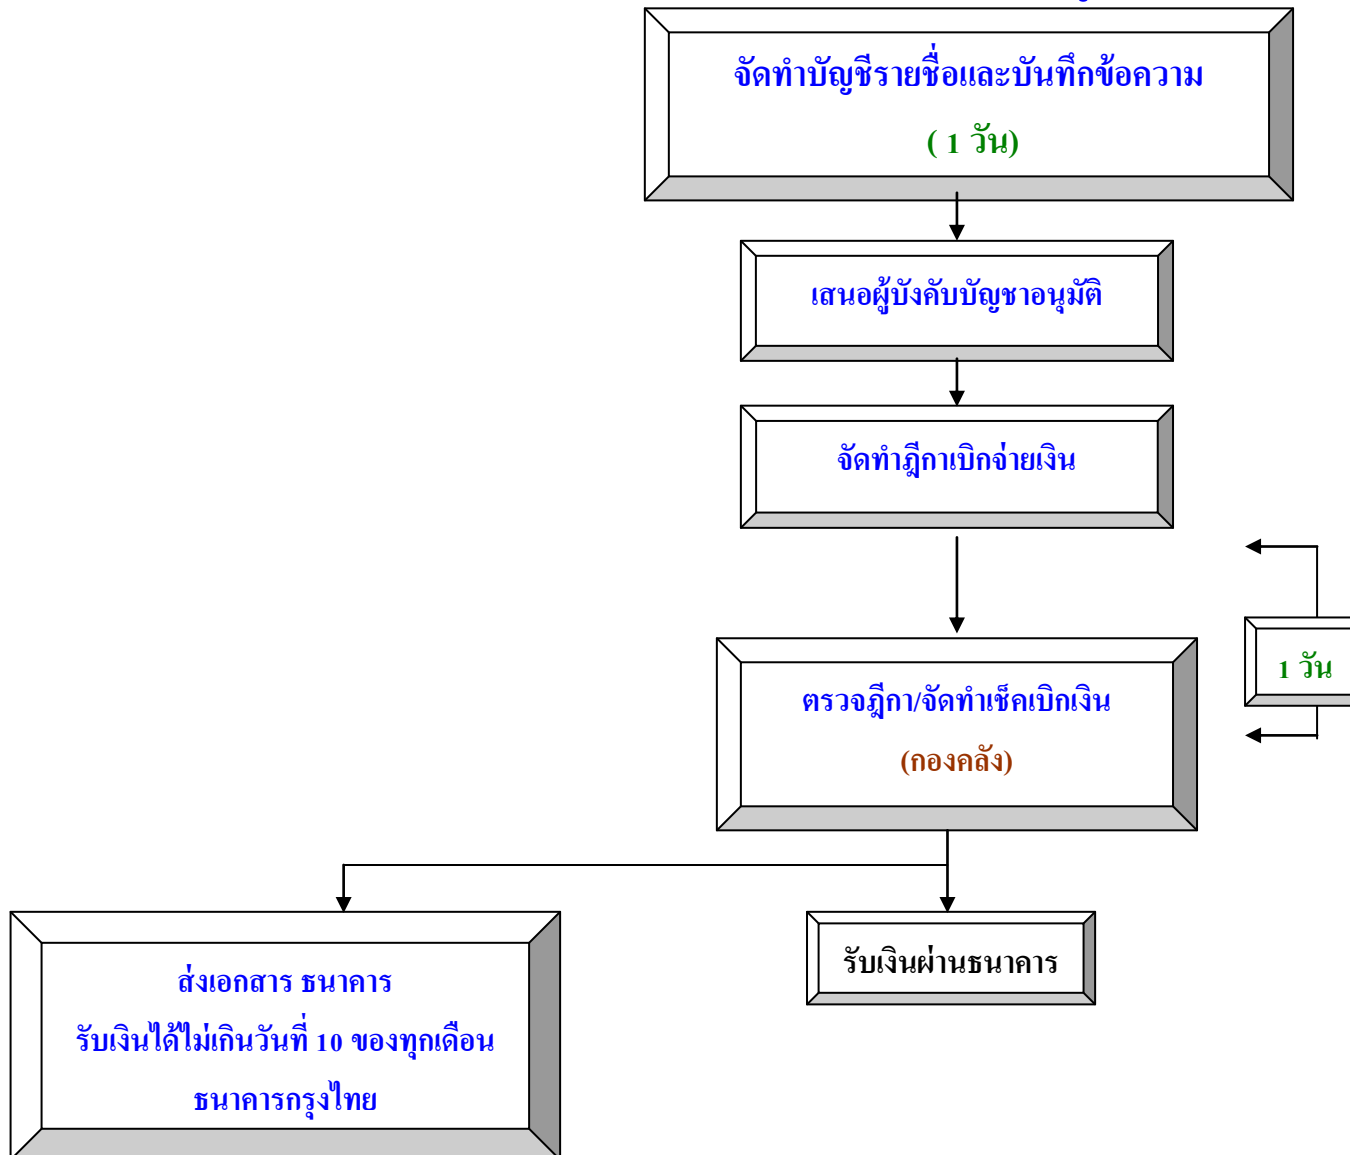 จัดทำบัญชีรายชื่อและบันทึกข้อความ
( 1 วัน)
เสนอผู้บังคับบัญชาอนุมัติ
จัดทำฎีกาเบิกจ่ายเงิน
1 วัน
ตรวจฎีกา/จัดทำเช็คเบิกเงิน
(กองคลัง)
ส่งเอกสาร ธนาคาร
รับเงินได้ไม่เกินวันที่ 10 ของทุกเดือน
ธนาคารกรุงไทย
รับเงินผ่านธนาคาร